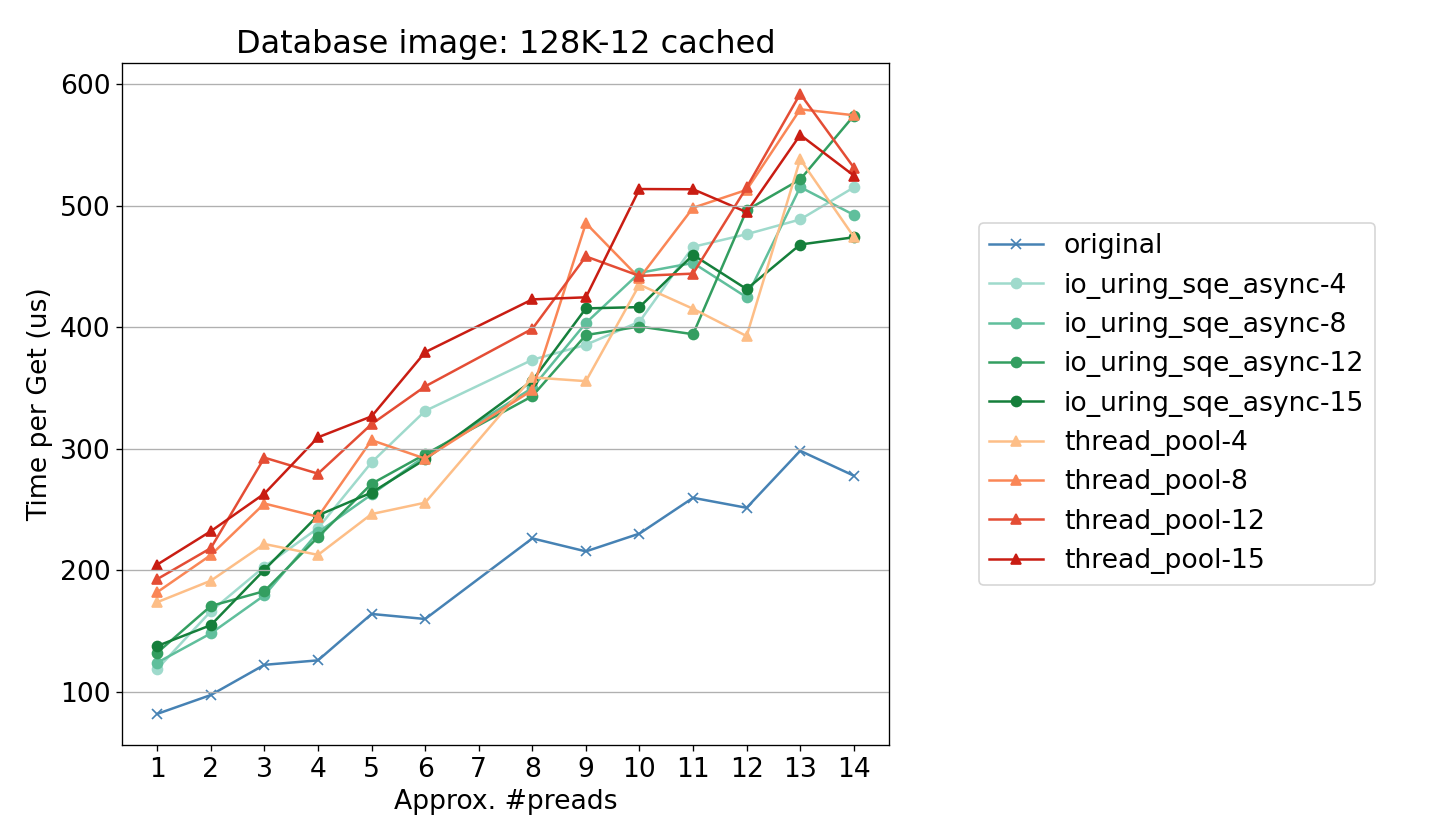 Database image: 128K-12 cached
600
500
400
300
200
100
Time per Get (us)
1 2 3 4 5 6 7 8 9 10 11 12 13 14
Approx. #preads
original
io_uring_sqe_async-4
io_uring_sqe_async-8
io_uring_sqe_async-12
io_uring_sqe_async-15
thread_pool-4
thread_pool-8
thread_pool-12
thread_pool-15